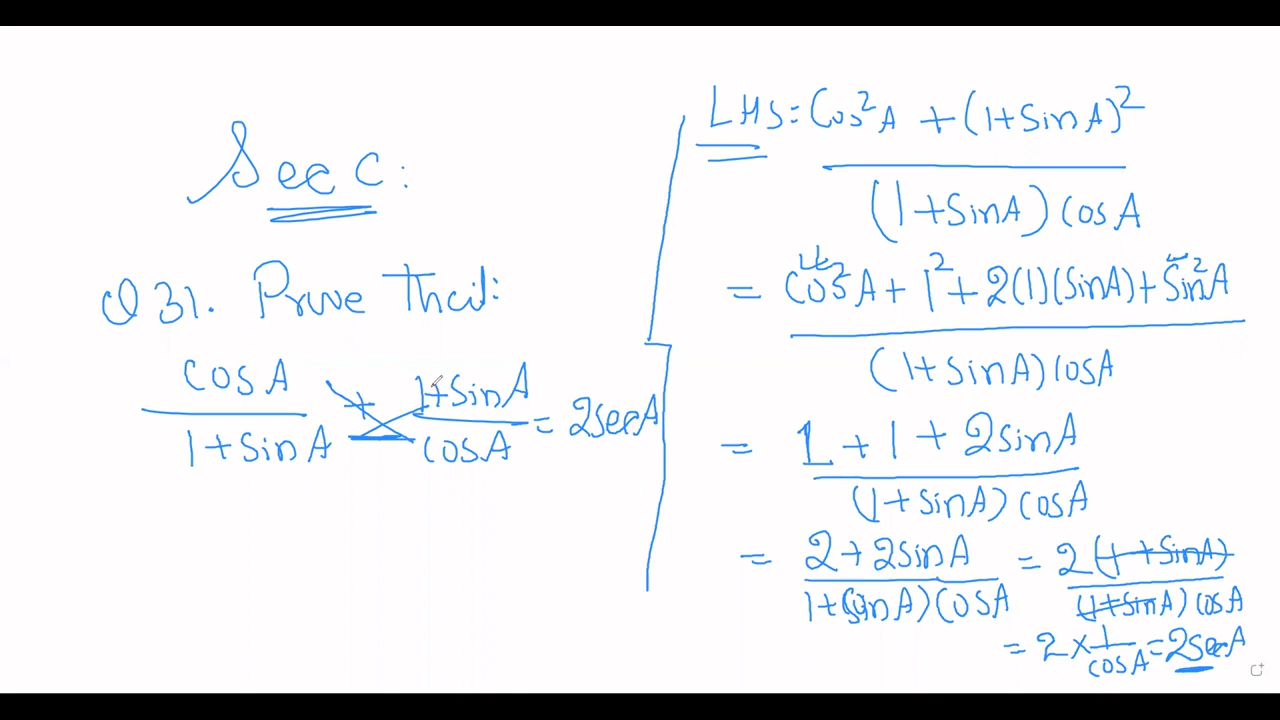 Sec C:
Q 31. Prove That:
cosA/1+sinA + 1+sinA/cosA = 2secA
LHS = Cos²A + (1+sinA)²/(1+sinA) cosA
= cos²A + 1² + 2(1)(sinA) + sin²A/(1+sinA) cosA
= 1 + 1 + 2sinA/(1+sinA) cosA
= 2+2sinA/1+(sinA) cosA = 2(1+sinA)/(1+sinA) cosA
= 2 × 1/cosA = 2secA